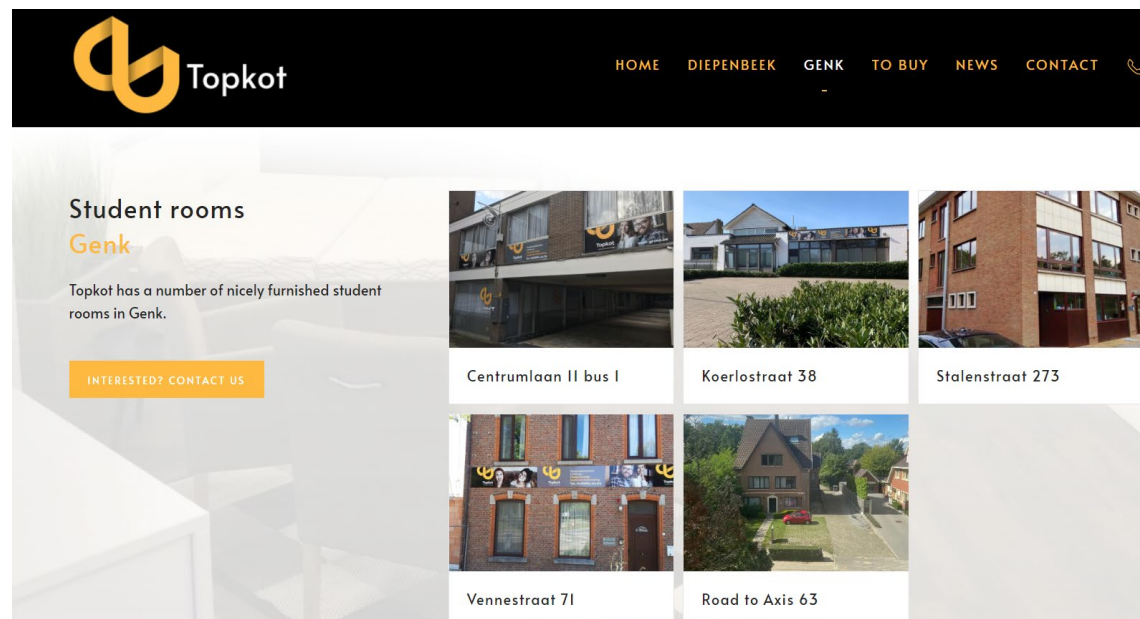 Topkot
HOME DIEPENBEEK GENK TO BUY NEWS CONTACT
Student rooms
Genk
Topkot has a number of nicely furnished student
rooms in Genk.
INTERESTED? CONTACT US
Topkot
Centrumlaan 11 bus 1
Koerlostraat 38
Stalenstraat 273
Vennestraat 71
Road to Axis 63